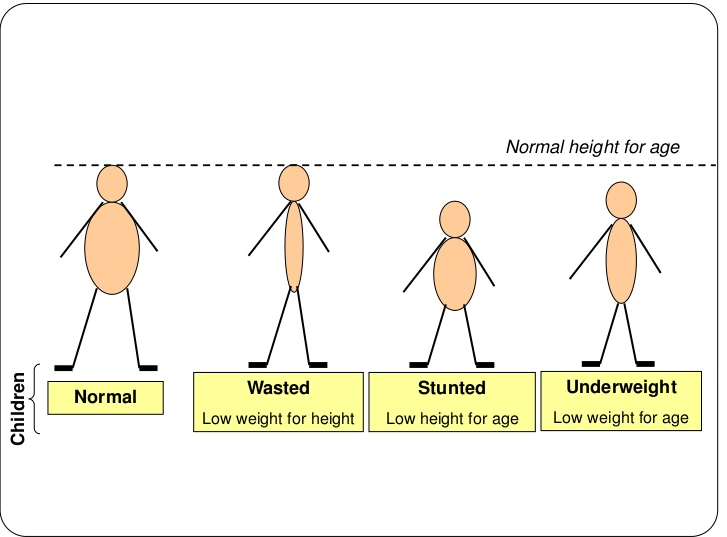 Normal height for age
Children
Normal
Wasted
Low weight for height
Stunted
Low height for age
Underweight
Low weight for age